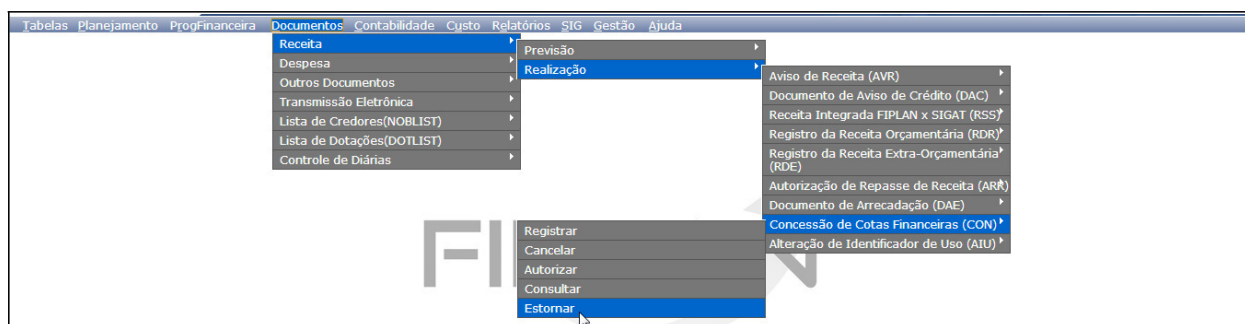 Tabelas Planejamento ProgFinanceira Documentos Contabilidade Custo Relatórios SIG Gestão Ajuda
Receita
Despesa
Outros Documentos
Transmissão Eletrônica
Lista de Credores(NOBLIST)
Lista de Dotações(DOTLIST)
Controle de Diárias
Previsão
Realização
Aviso de Receita (AVR)
Documento de Aviso de Crédito (DAC)
Receita Integrada FIPLAN x SIGAT (RSS)
Registro da Receita Orçamentária (RDR)
Registro da Receita Extra-Orçamentária
(RDE)
Autorização de Repasse de Receita (ARR)
Documento de Arrecadação (DAE)
Concessão de Cotas Financeiras (CON)
Alteração de Identificador de Uso (AIU)
Registrar
Cancelar
Autorizar
Consultar
Estornar